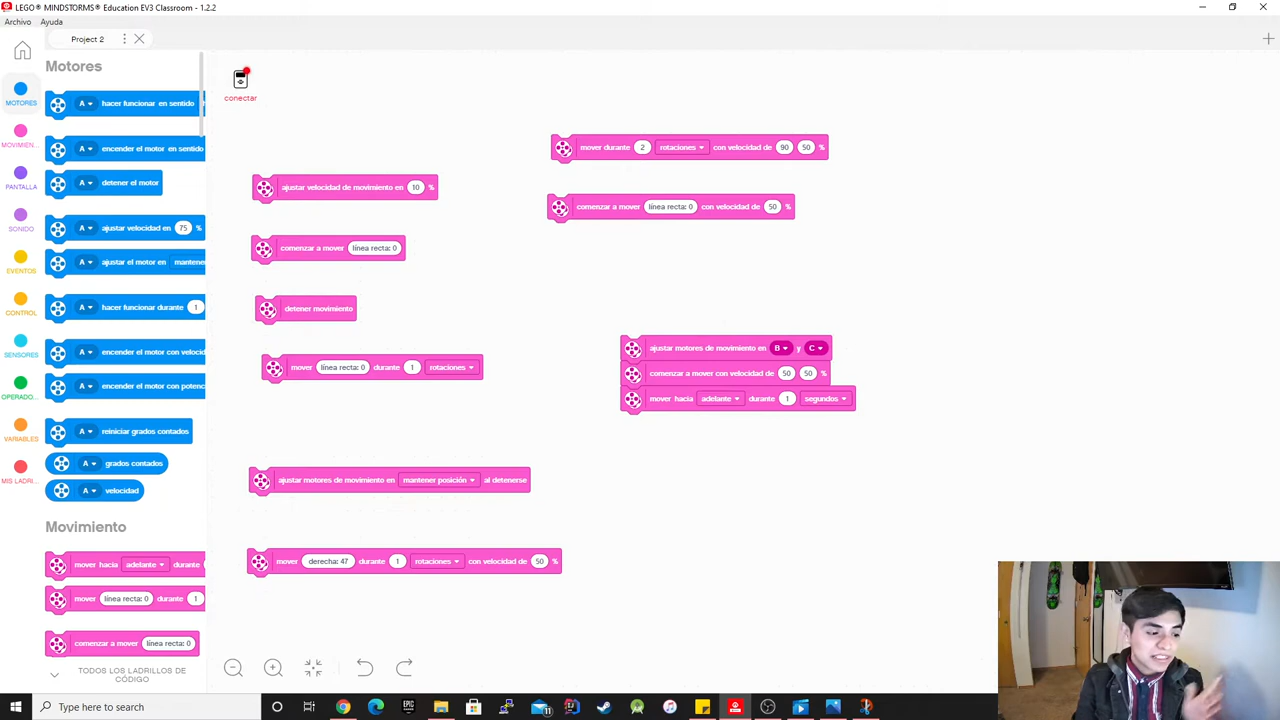 LEGO® MINDSTORMS® Education EV3 Classroom - 1.2.2
Archivo Ayuda
Project 2
conectar
MOTORES
MOVIMIEN...
PANTALLA
SONIDO
EVENTOS
CONTROL
SENSORES
OPERADO...
VARIABLES
MIS LADRI...
Motores
A hacer funcionar en sentido
A encender el motor en sentido
A detener el motor
A ajustar velocidad en 75 %
A ajustar el motor en mantene
A hacer funcionar durante 1
A encender el motor con velocid
A encender el motor con potenc
A reiniciar grados contados
A grados contados
A velocidad
Movimiento
mover hacia adelante durante
mover línea recta: 0 durante 1
comenzar a mover línea recta: 0
TODOS LOS LADRILLOS DE
CÓDIGO
ajustar velocidad de movimiento en 10 %
comenzar a mover línea recta: 0
detener movimiento
mover línea recta: 0 durante 1 rotaciones
ajustar motores de movimiento en mantener posición al detenerse
mover derecha: 47 durante 1 rotaciones con velocidad de 50 %
mover durante 2 rotaciones con velocidad de 90 50 %
comenzar a mover línea recta: 0 con velocidad de 50 %
ajustar motores de movimiento en B y C
comenzar a mover con velocidad de 50 50 %
mover hacia adelante durante 1 segundos
Type here to search
EPIC
GAMES
11